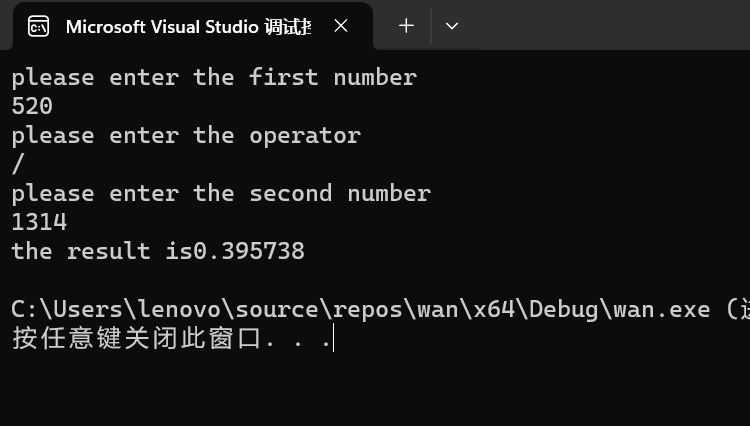 Microsoft Visual Studio 调试
please enter the first number
520
please enter the operator
/
please enter the second number
1314
the result is0.395738
C:\Users\lenovo\source\repos\wan\x64\Debug\wan.exe (
按任意键关闭此窗口. . .